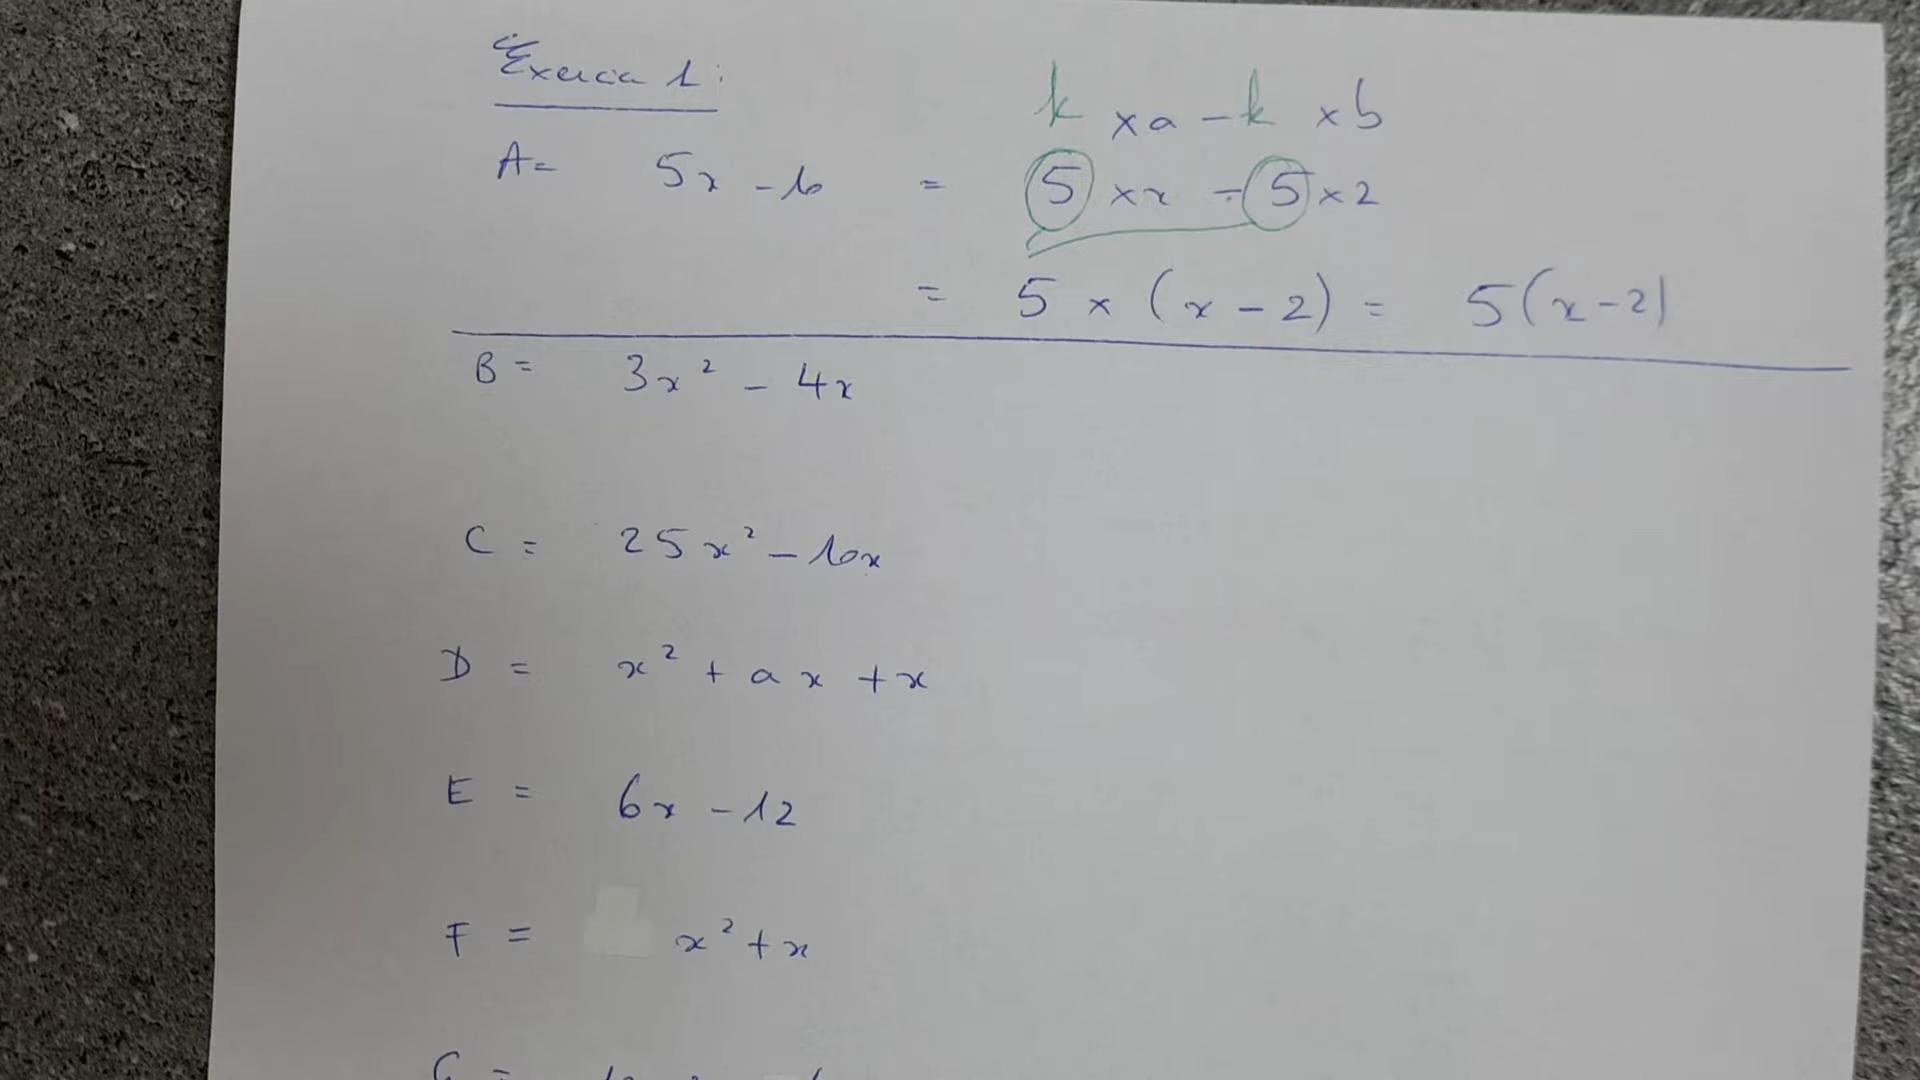 Exercice 1:
k × a - k × b
A= 5x - 10 = 5 × x - 5 × 2
= 5 × (x - 2) = 5(x - 2)
B = 3x² - 4x
C = 25x² - 10x
D = x² + ax + x
E = 6x - 12
F = x² + x